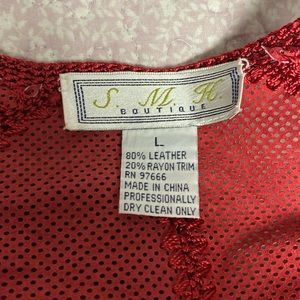 S. M. H.
BOUTIQUE
L
80% LEATHER
20% RAYON TRIM
RN 97666
MADE IN CHINA
PROFESSIONALLY
DRY CLEAN ONLY